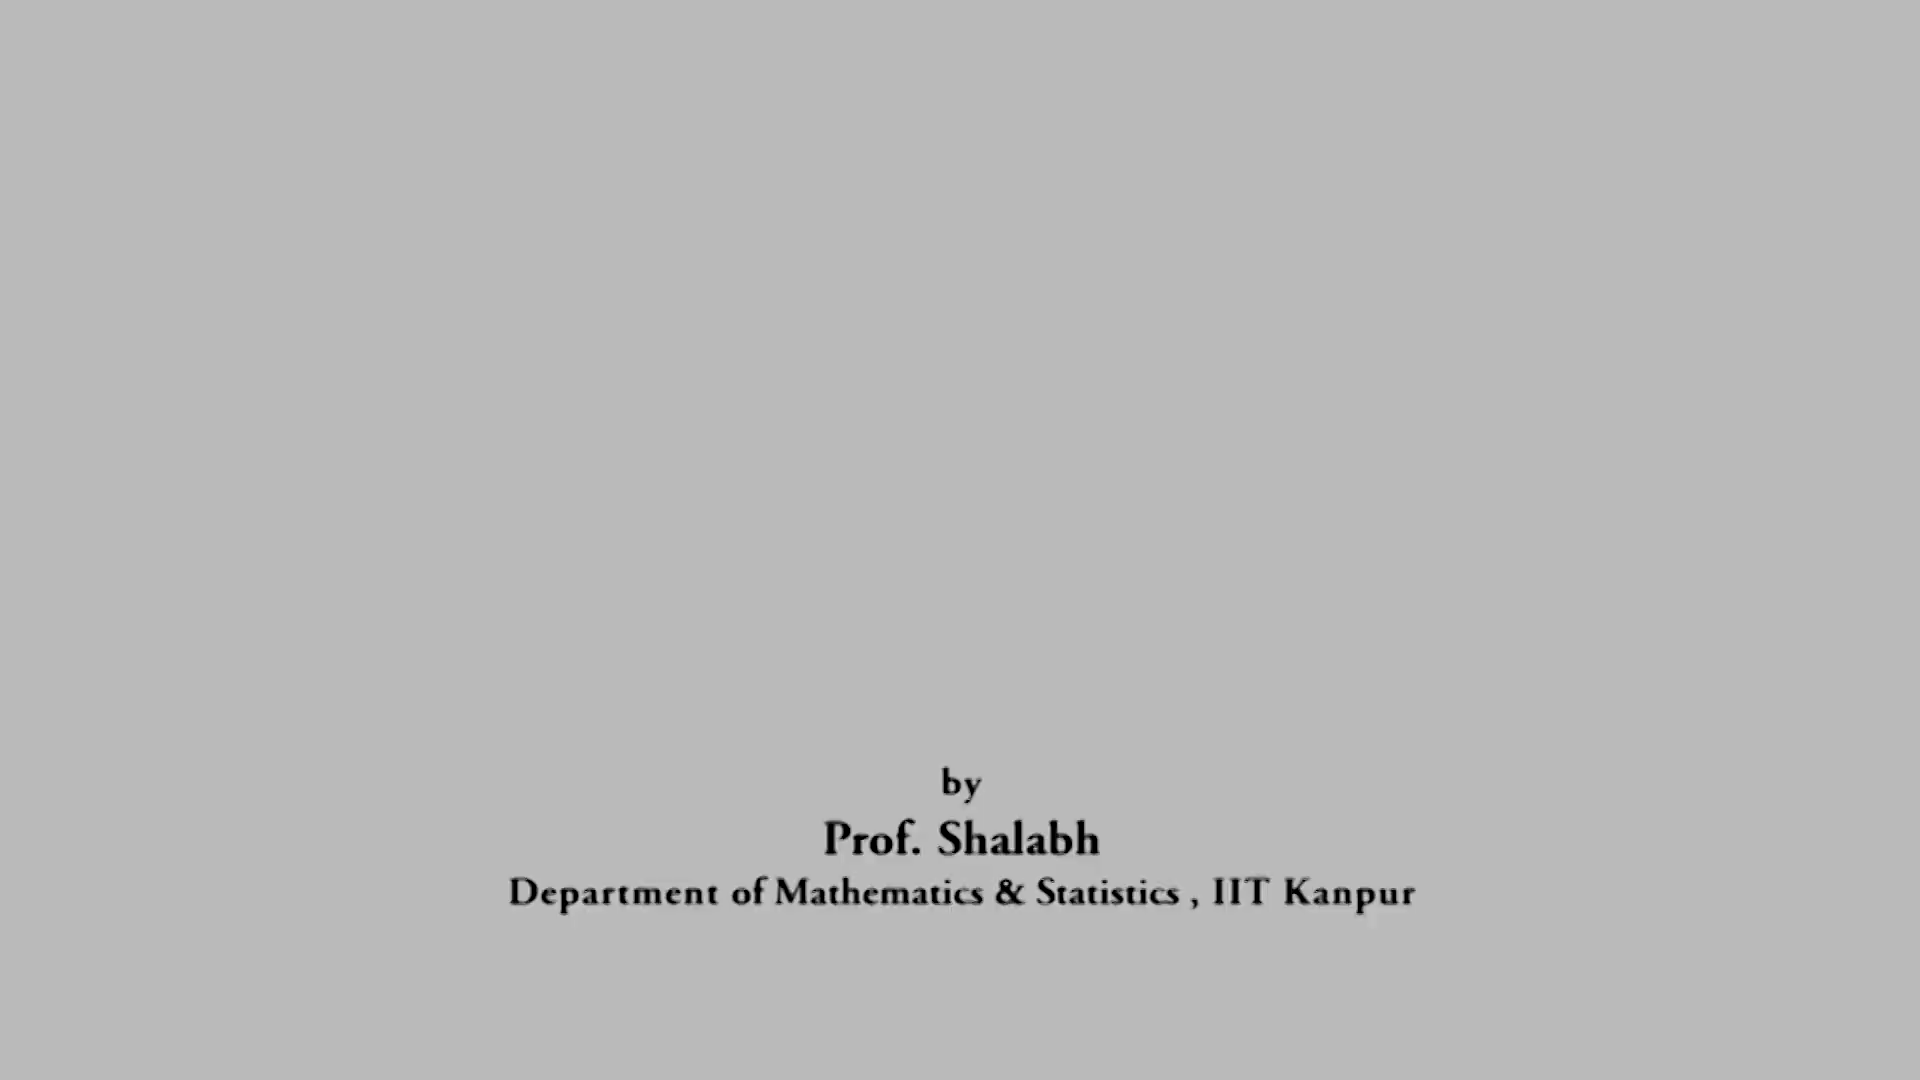 by
Prof. Shalabh
Department of Mathematics & Statistics , IIT Kanpur